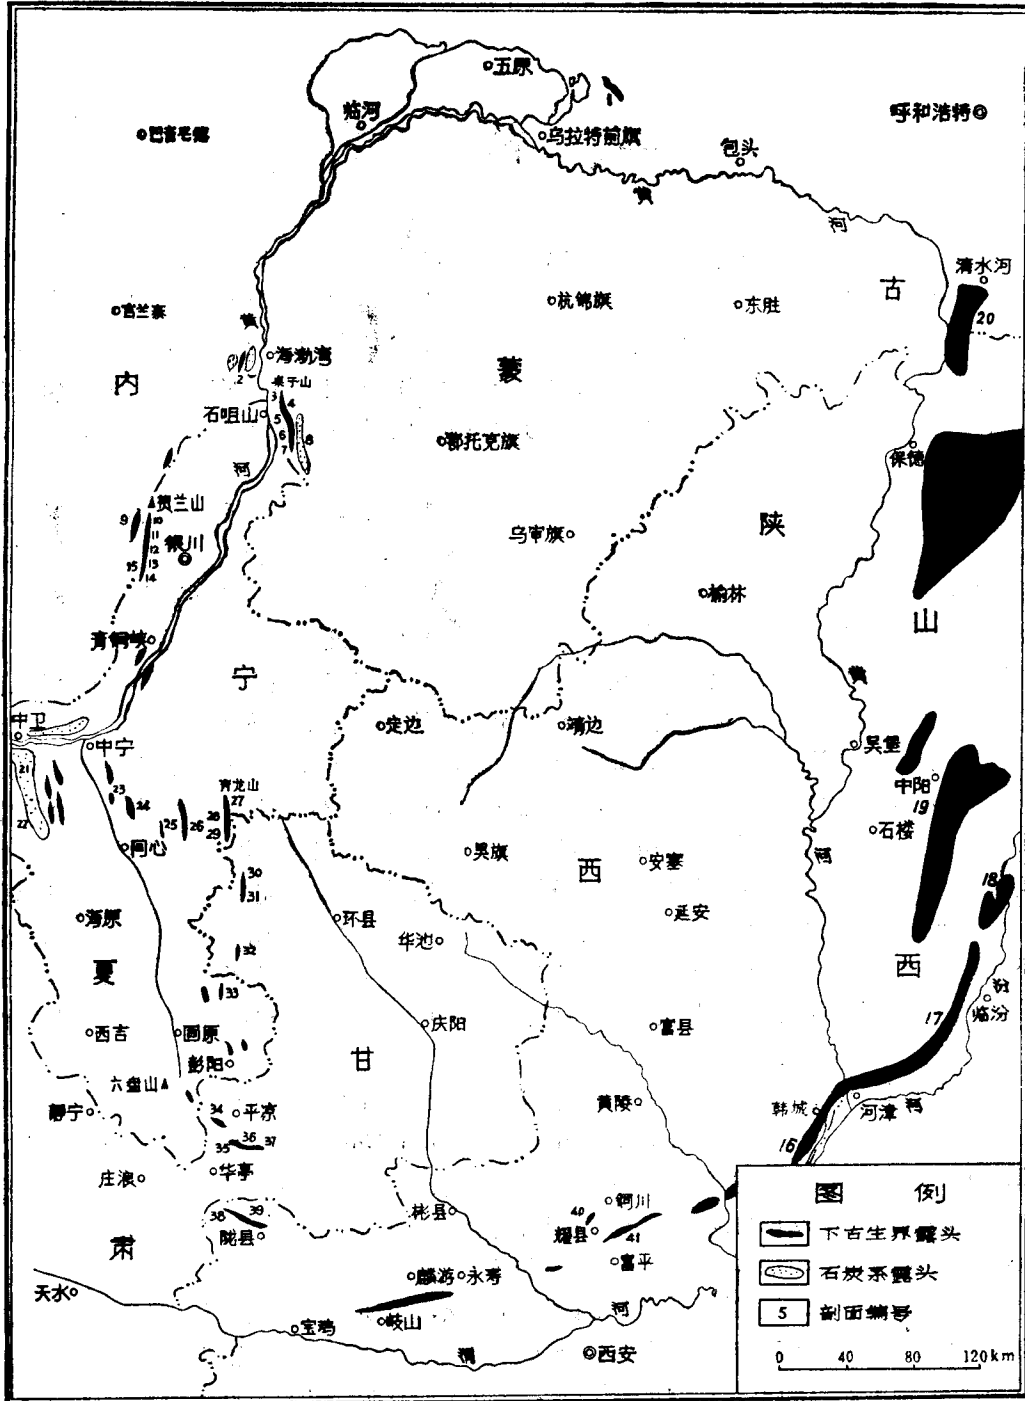 五原
1
临河
呼和浩特
乌拉特前旗
包头
黄
河
清水河
古
20
杭锦旗
东胜
黄
海渤湾
2
内
蒙
桌子山
3
4
石咀山
5
6
7
8
鄂托克旗
保德
河
贺兰山
9
10
11
银川
12
13
15
14
乌审旗
陕
榆林
山
青铜峡
宁
黄
中卫
定边
靖边
中宁
吴堡
21
青龙山
中阳
23
27
24
19
22
25
26
28
29
石楼
同心
吴旗
安塞
河
西
30
18
31
海原
环县
延安
华池
32
西
夏
33
汾
临汾
17
西吉
固原
庆阳
富县
彭阳
甘
六盘山
静宁
34
平凉
黄陵
韩城
河津
河
36
35
37
16
庄浪
华亭
图 例
38
39
彬县
铜川
40
下古生界露头
陇县
耀县
41
肃
富平
石炭系露头
天水
麟游
永寿
5 剖面编号
宝鸡
岐山
河
渭
西安
0 40 80 120km